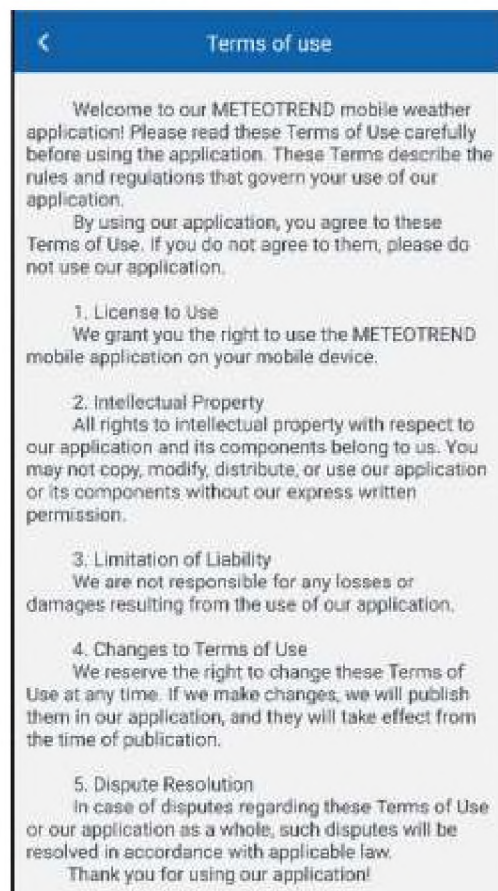 Terms of use
Welcome to our METEOTREND mobile weather
application! Please read these Terms of Use carefully
before using the application. These Terms describe the
rules and regulations that govern your use of our
application.
By using our application, you agree to these
Terms of Use. If you do not agree to them, please do
not use our application.
1. License to Use
We grant you the right to use the METEOTREND
mobile application on your mobile device.
2. Intellectual Property
All rights to intellectual property with respect to
our application and its components belong to us. You
may not copy, modify, distribute, or use our application
or its components without our express written
permission.
3. Limitation of Liability
We are not responsible for any losses or
damages resulting from the use of our application.
4. Changes to Terms of Use
We reserve the right to change these Terms of
Use at any time. If we make changes, we will publish
them in our application, and they will take effect from
the time of publication.
5. Dispute Resolution
In case of disputes regarding these Terms of Use
or our application as a whole, such disputes will be
resolved in accordance with applicable law.
Thank you for using our application!